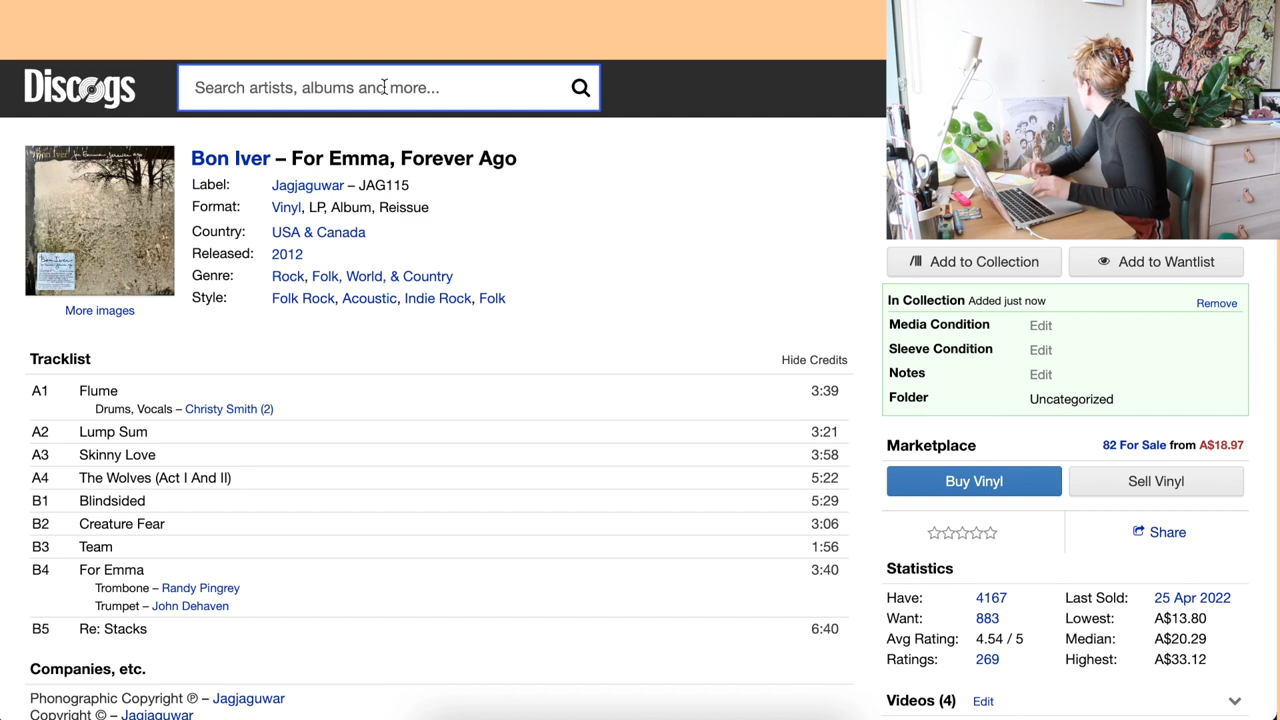 Discogs
Search artists, albums and more...
Bon Iver – For Emma, Forever Ago
Label: Jagjaguwar – JAG115
Format: Vinyl, LP, Album, Reissue
Country: USA & Canada
Released: 2012
Genre: Rock, Folk, World, & Country
Style: Folk Rock, Acoustic, Indie Rock, Folk
More images
Tracklist
Hide Credits
A1 Flume 3:39
Drums, Vocals – Christy Smith (2)
A2 Lump Sum 3:21
A3 Skinny Love 3:58
A4 The Wolves (Act I And II) 5:22
B1 Blindsided 5:29
B2 Creature Fear 3:06
B3 Team 1:56
B4 For Emma 3:40
Trombone – Randy Pingrey
Trumpet – John Dehaven
B5 Re: Stacks 6:40
Companies, etc.
Phonographic Copyright ℗ – Jagjaguwar
Copyright © – Jagjaguwar
Add to Collection
Add to Wantlist
In Collection Added just now
Remove
Media Condition Edit
Sleeve Condition Edit
Notes Edit
Folder Uncategorized
Marketplace
82 For Sale from A$18.97
Buy Vinyl
Sell Vinyl
Share
Statistics
Have: 4167 Last Sold: 25 Apr 2022
Want: 883 Lowest: A$13.80
Avg Rating: 4.54 / 5 Median: A$20.29
Ratings: 269 Highest: A$33.12
Videos (4) Edit